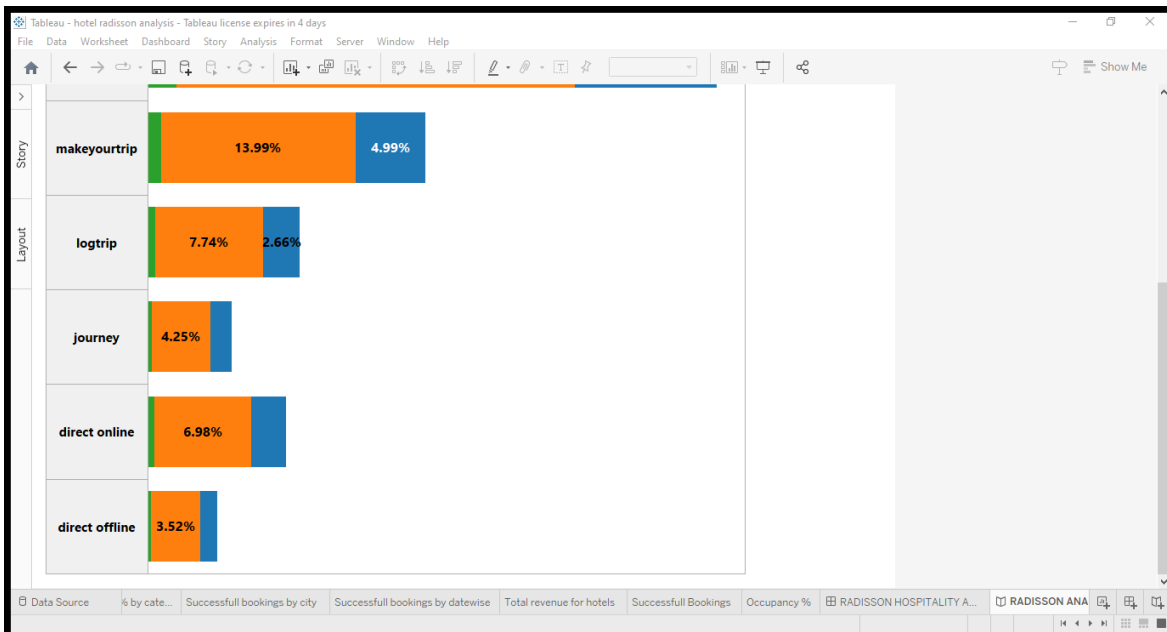 Tableau - hotel radisson analysis - Tableau license expires in 4 days
File Data Worksheet Dashboard Story Analysis Format Server Window Help
Show Me
Story
Layout
makeyourtrip 13.99% 4.99%
logtrip 7.74% 2.66%
journey 4.25%
direct online 6.98%
direct offline 3.52%
Data Source % by cate... Successfull bookings by city Successfull bookings by datewise Total revenue for hotels Successfull Bookings Occupancy % RADISSON HOSPITALITY A... RADISSON ANA